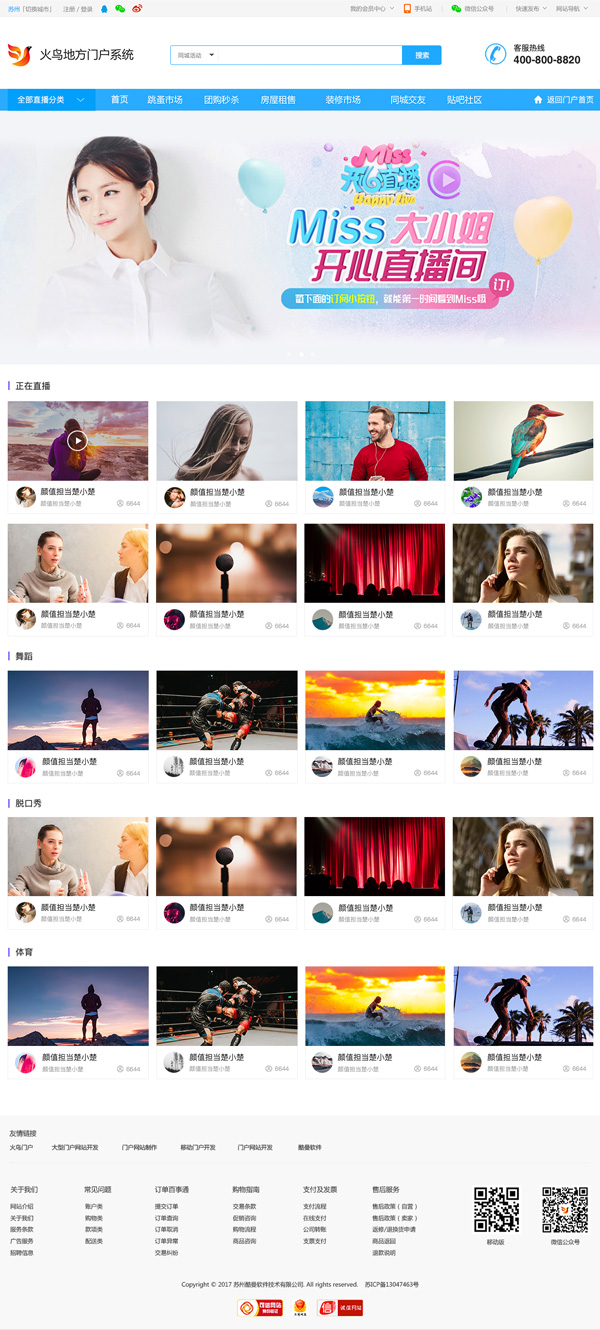 苏州 [切换城市] 注册 / 登录
我的会员中心 手机站 微信公众号 快速发布 网站导航
火鸟地方门户系统
同城活动 搜索
客服热线
400-800-8820
全部直播分类 首页 跳蚤市场 团购秒杀 房屋租售 装修市场 同城交友 贴吧社区 返回门户首页
Miss
开心直播
Happy Live
Miss 大小姐
开心直播间
戳下面的订阅小按钮，就能第一时间看到Miss哦
订!
正在直播
颜值担当楚小楚 颜值担当楚小楚 颜值担当楚小楚 颜值担当楚小楚
颜值担当楚小楚 6644 颜值担当楚小楚 6644 颜值担当楚小楚 6644 颜值担当楚小楚 6644
颜值担当楚小楚 颜值担当楚小楚 颜值担当楚小楚 颜值担当楚小楚
颜值担当楚小楚 6644 颜值担当楚小楚 6644 颜值担当楚小楚 6644 颜值担当楚小楚 6644
舞蹈
颜值担当楚小楚 颜值担当楚小楚 颜值担当楚小楚 颜值担当楚小楚
颜值担当楚小楚 6644 颜值担当楚小楚 6644 颜值担当楚小楚 6644 颜值担当楚小楚 6644
脱口秀
颜值担当楚小楚 颜值担当楚小楚 颜值担当楚小楚 颜值担当楚小楚
颜值担当楚小楚 6644 颜值担当楚小楚 6644 颜值担当楚小楚 6644 颜值担当楚小楚 6644
体育
颜值担当楚小楚 颜值担当楚小楚 颜值担当楚小楚 颜值担当楚小楚
颜值担当楚小楚 6644 颜值担当楚小楚 6644 颜值担当楚小楚 6644 颜值担当楚小楚 6644
友情链接
火鸟门户 大型门户网站开发 门户网站制作 移动门户开发 门户网站开发 酷曼软件
关于我们 常见问题 订单百事通 购物指南 支付及发票 售后服务
网站介绍 账户类 提交订单 交易条款 支付流程 售后政策（自营）
关于我们 购物类 订单查询 促销咨询 在线支付 售后政策（卖家）
服务条款 款项类 订单取消 购物流程 公司转账 返修/退换货申请
广告服务 配送类 订单异常 商品咨询 支票支付 商品返回
招聘信息 交易纠纷 退款说明
移动版 微信公众号
Copyright © 2017 苏州酷曼软件技术有限公司. All rights reserved. 苏ICP备13047463号
可信网站 诚信网站